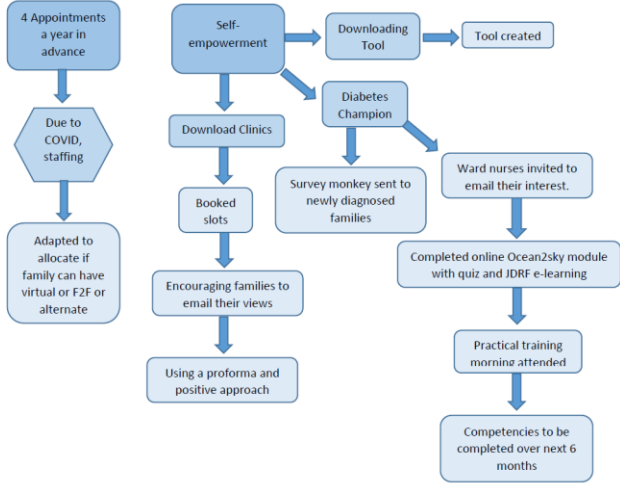 4 Appointments
a year in
advance
Due to
COVID,
staffing
Adapted to
allocate if
family can have
virtual or F2F or
alternate
Self-
empowerment
Downloading
Tool
Tool created
Download Clinics
Booked
slots
Encouraging families to
email their views
Using a proforma and
positive approach
Diabetes
Champion
Survey monkey sent to
newly diagnosed
families
Ward nurses invited to
email their interest.
Completed online Ocean2sky module
with quiz and JDRF e-learning
Practical training
morning attended
Competencies to be
completed over next 6
months